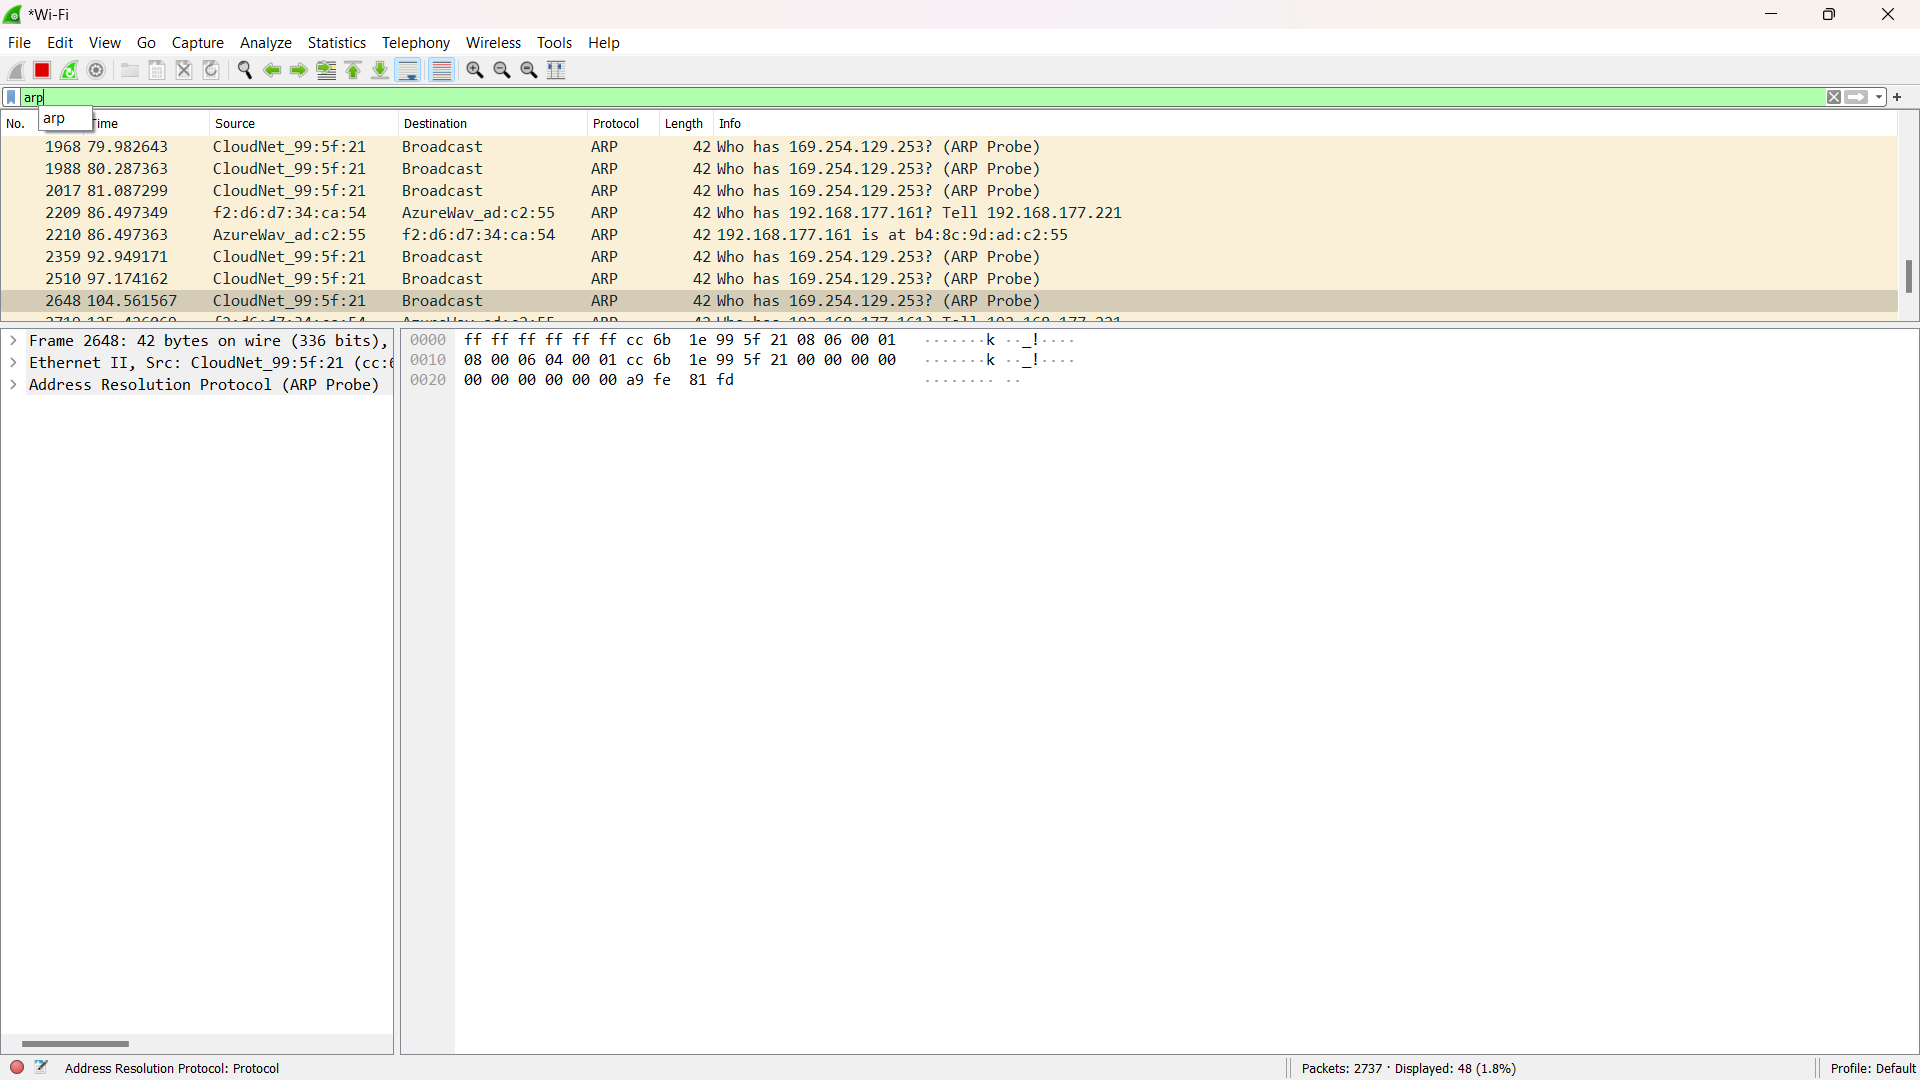 *Wi-Fi
File Edit View Go Capture Analyze Statistics Telephony Wireless Tools Help
arp
arp
No. Time Source Destination Protocol Length Info
1968 79.982643 CloudNet_99:5f:21 Broadcast ARP 42 Who has 169.254.129.253? (ARP Probe)
1988 80.287363 CloudNet_99:5f:21 Broadcast ARP 42 Who has 169.254.129.253? (ARP Probe)
2017 81.087299 CloudNet_99:5f:21 Broadcast ARP 42 Who has 169.254.129.253? (ARP Probe)
2209 86.497349 f2:d6:d7:34:ca:54 AzureWav_ad:c2:55 ARP 42 Who has 192.168.177.161? Tell 192.168.177.221
2210 86.497363 AzureWav_ad:c2:55 f2:d6:d7:34:ca:54 ARP 42 192.168.177.161 is at b4:8c:9d:ad:c2:55
2359 92.949171 CloudNet_99:5f:21 Broadcast ARP 42 Who has 169.254.129.253? (ARP Probe)
2510 97.174162 CloudNet_99:5f:21 Broadcast ARP 42 Who has 169.254.129.253? (ARP Probe)
2648 104.561567 CloudNet_99:5f:21 Broadcast ARP 42 Who has 169.254.129.253? (ARP Probe)
Frame 2648: 42 bytes on wire (336 bits),
Ethernet II, Src: CloudNet_99:5f:21 (cc:6
Address Resolution Protocol (ARP Probe)
0000 ff ff ff ff ff ff cc 6b 1e 99 5f 21 08 06 00 01 ·······k ··_!····
0010 08 00 06 04 00 01 cc 6b 1e 99 5f 21 00 00 00 00 ·······k ··_!····
0020 00 00 00 00 00 00 a9 fe 81 fd ········ ··
Address Resolution Protocol: Protocol
Packets: 2737 · Displayed: 48 (1.8%)
Profile: Default